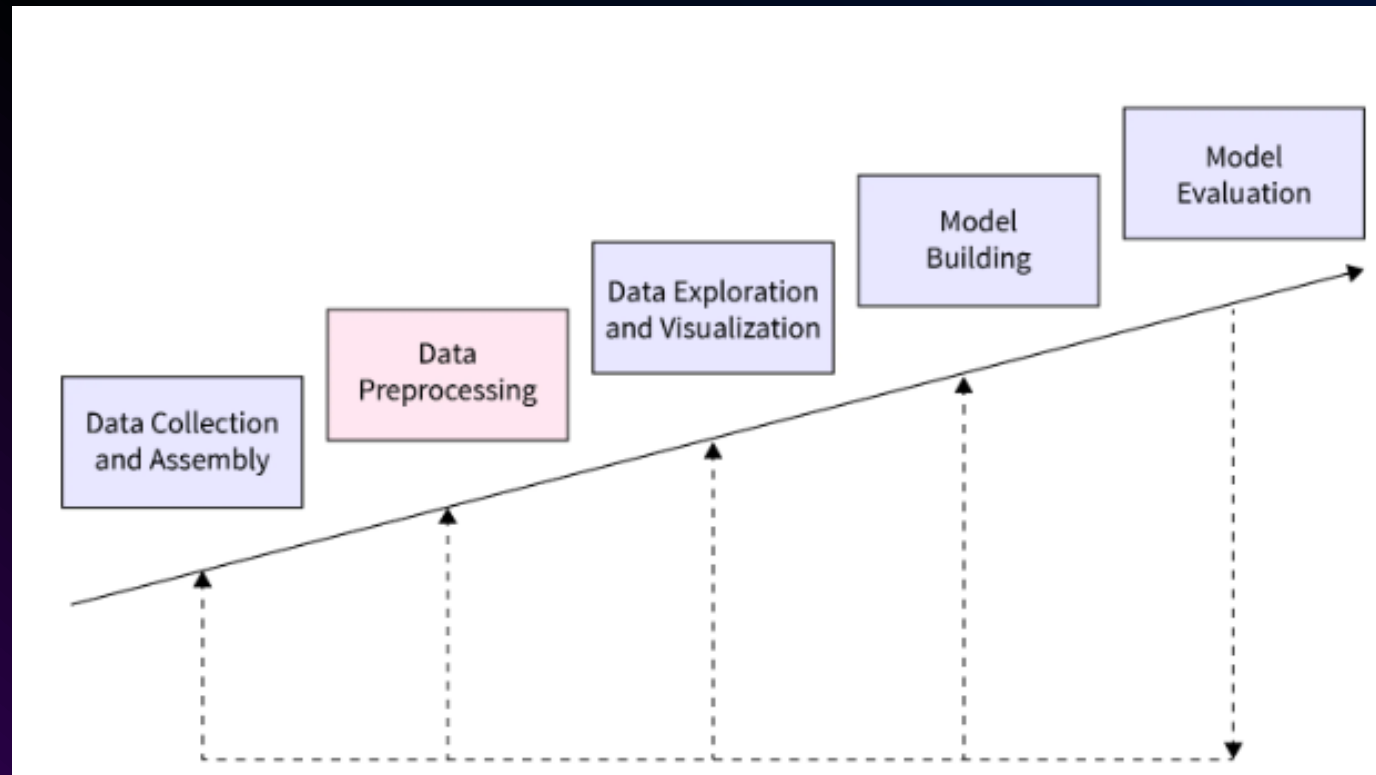 Data Collection
and Assembly
Data
Preprocessing
Data Exploration
and Visualization
Model
Building
Model
Evaluation